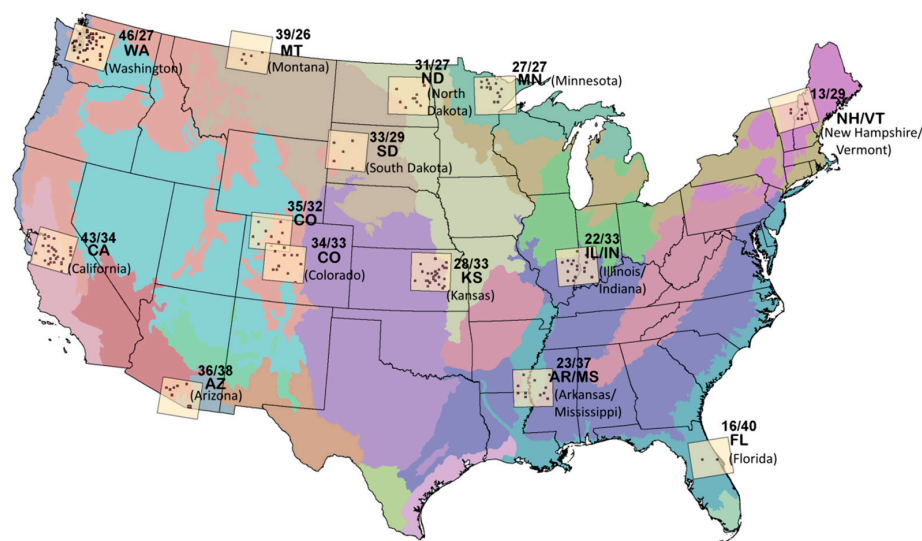 46/27
WA
(Washington)
39/26
MT
(Montana)
31/27
ND
(North
Dakota)
27/27
MN (Minnesota)
13/29
NH/VT
(New Hampshire/
Vermont)
33/29
SD
(South Dakota)
35/32
CO
34/33
CO
(Colorado)
43/34
CA
(California)
28/33
KS
(Kansas)
22/33
IL/IN
(Illinois/
Indiana)
36/38
AZ
(Arizona)
23/37
AR/MS
(Arkansas/
Mississippi)
16/40
FL
(Florida)